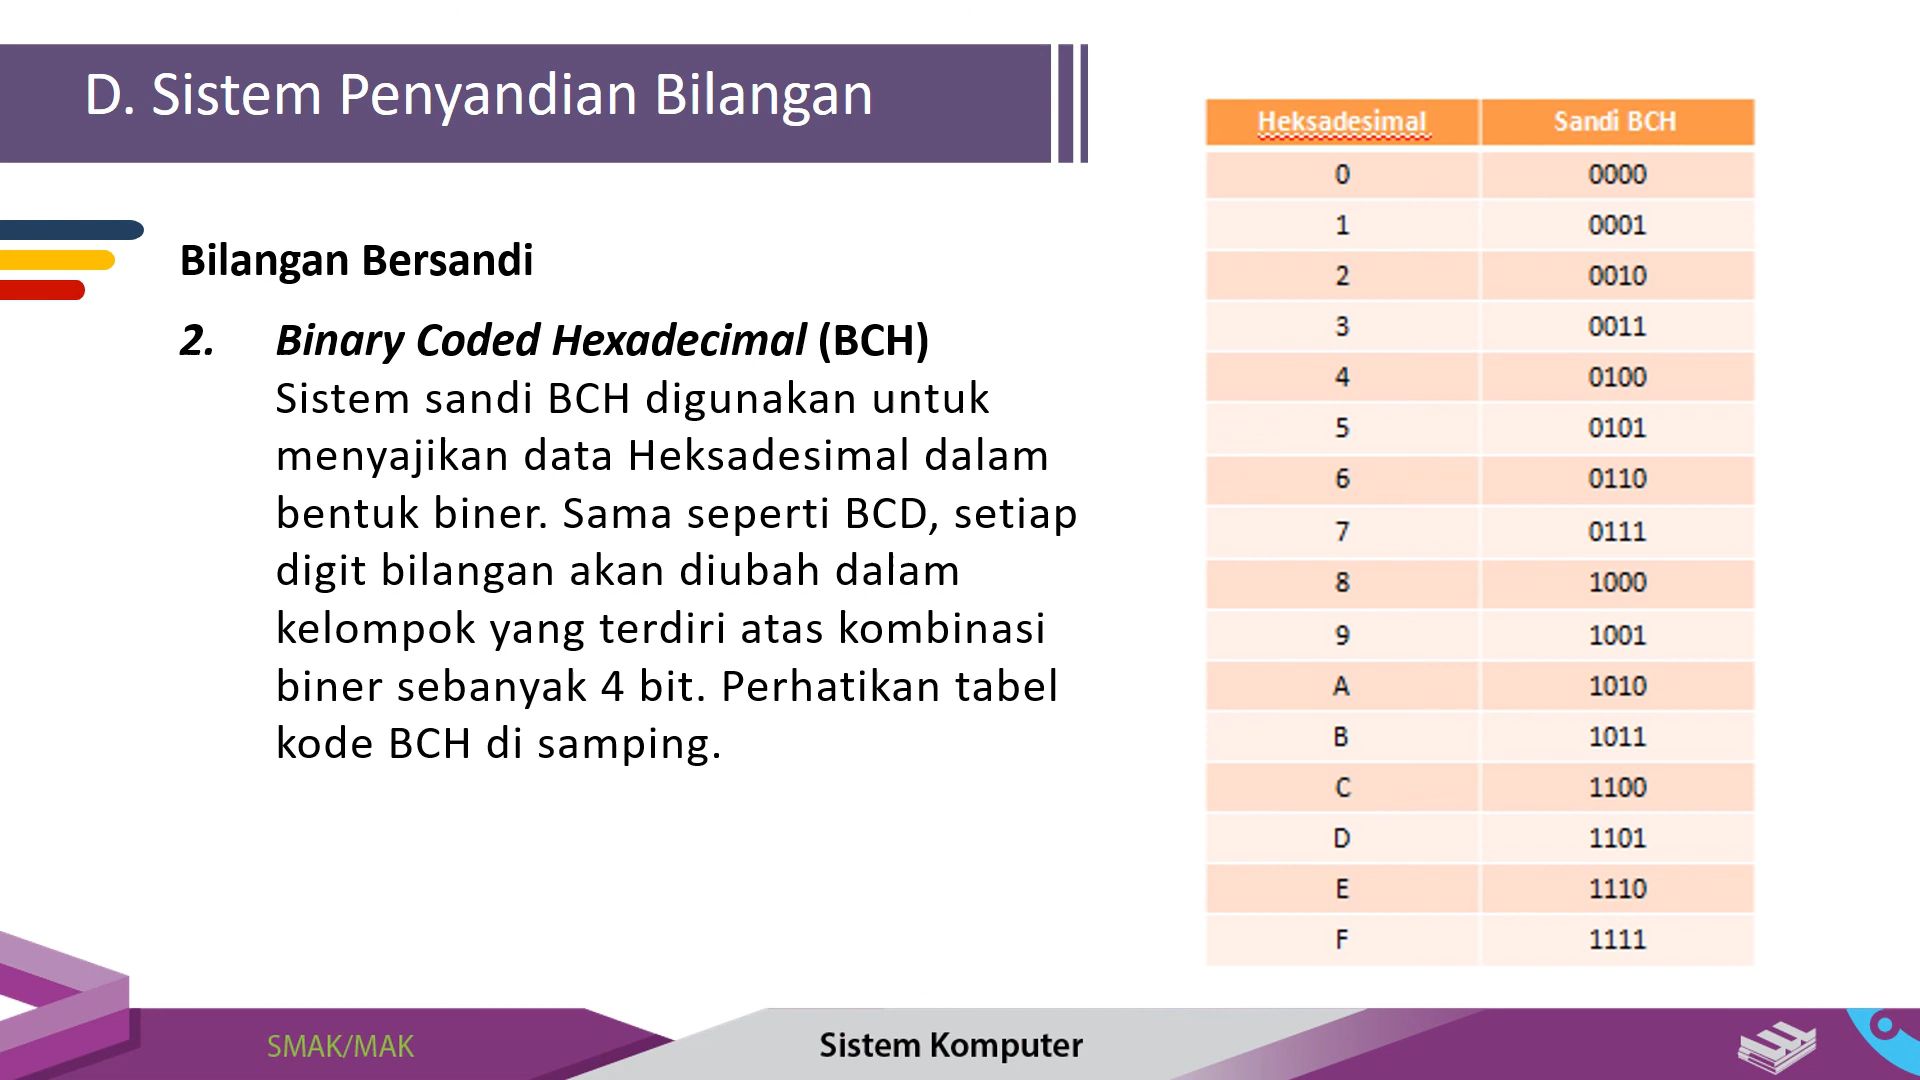 D. Sistem Penyandian Bilangan
Bilangan Bersandi
2. Binary Coded Hexadecimal (BCH)
Sistem sandi BCH digunakan untuk
menyajikan data Heksadesimal dalam
bentuk biner. Sama seperti BCD, setiap
digit bilangan akan diubah dalam
kelompok yang terdiri atas kombinasi
biner sebanyak 4 bit. Perhatikan tabel
kode BCH di samping.
Heksadesimal Sandi BCH
0 0000
1 0001
2 0010
3 0011
4 0100
5 0101
6 0110
7 0111
8 1000
9 1001
A 1010
B 1011
C 1100
D 1101
E 1110
F 1111
SMAK/MAK
Sistem Komputer